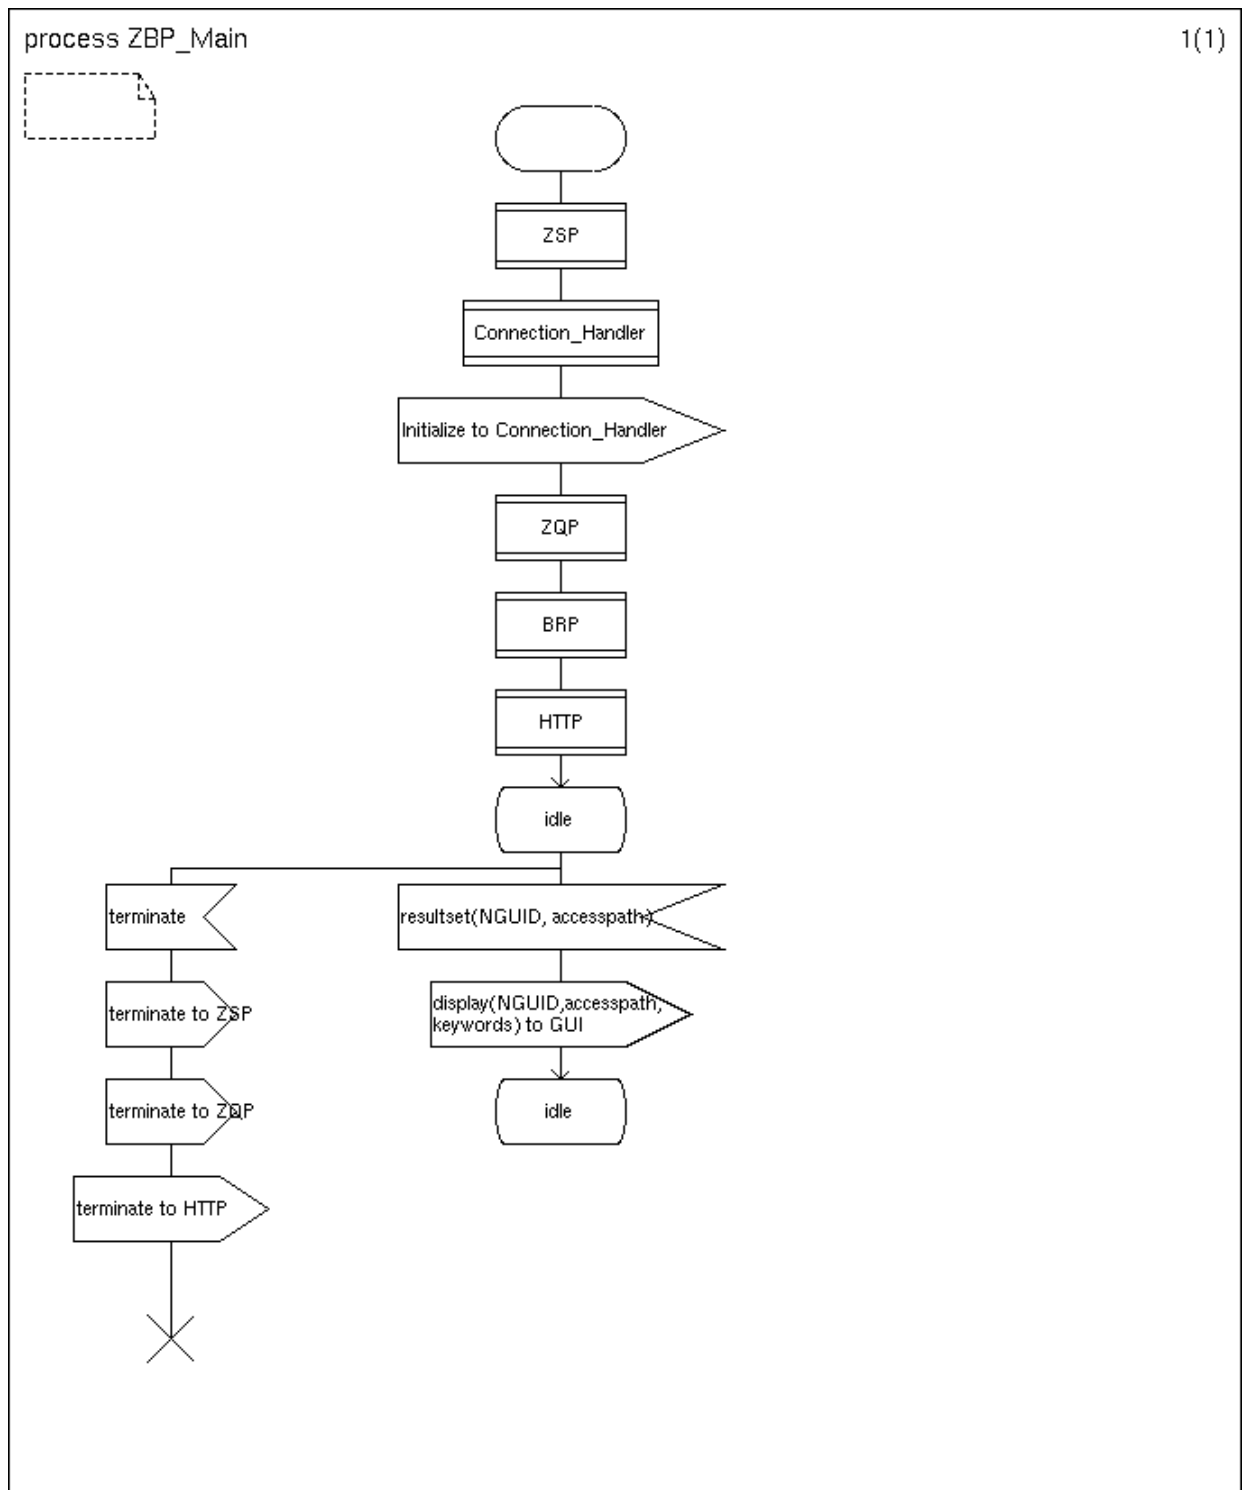 process ZBP_Main
1(1)
ZSP
Connection_Handler
Initialize to Connection_Handler
ZQP
BRP
HTTP
idle
terminate
resultset(NGUID, accesspath)
terminate to ZSP
display(NGUID,accesspath,
keywords) to GUI
terminate to ZQP
idle
terminate to HTTP